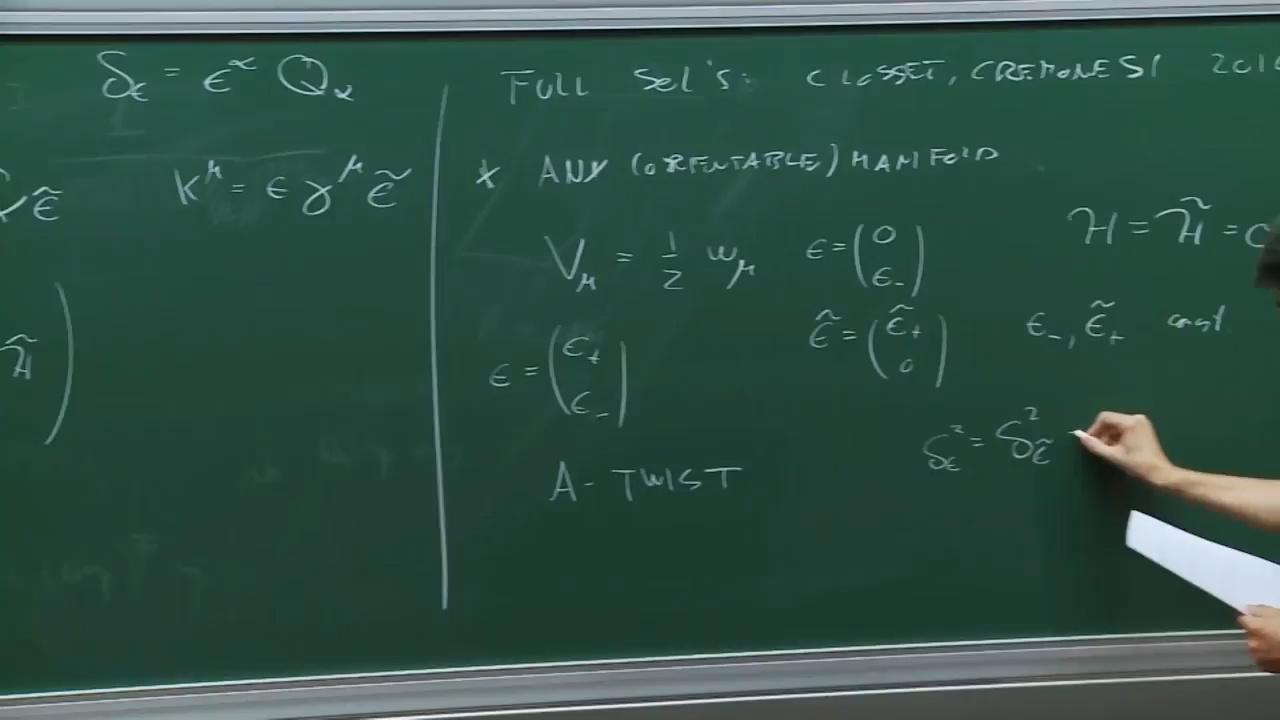 δ_ϵ = ϵ^α Q_α
γ ϵ̃
K^μ = ϵ γ^μ ϵ̃
H̃ )
FULL Sol's: CLOSSET, CREMONESI 201
* ANY (ORIENTABLE) MANIFOLD
V_μ = 1/2 ω_μ ϵ = ( 0 ϵ_- ) H = H̃ = 0
ϵ̃ = ( ϵ̃_+ 0 ) ϵ_-, ϵ̃_+ const.
ϵ = ( ϵ_+ ϵ_- )
δ_ϵ^2 = δ_ϵ̃^2
A-TWIST